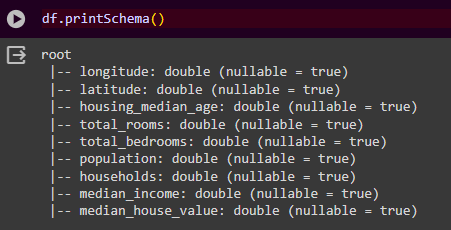 df.printSchema()
root
 |-- longitude: double (nullable = true)
 |-- latitude: double (nullable = true)
 |-- housing_median_age: double (nullable = true)
 |-- total_rooms: double (nullable = true)
 |-- total_bedrooms: double (nullable = true)
 |-- population: double (nullable = true)
 |-- households: double (nullable = true)
 |-- median_income: double (nullable = true)
 |-- median_house_value: double (nullable = true)